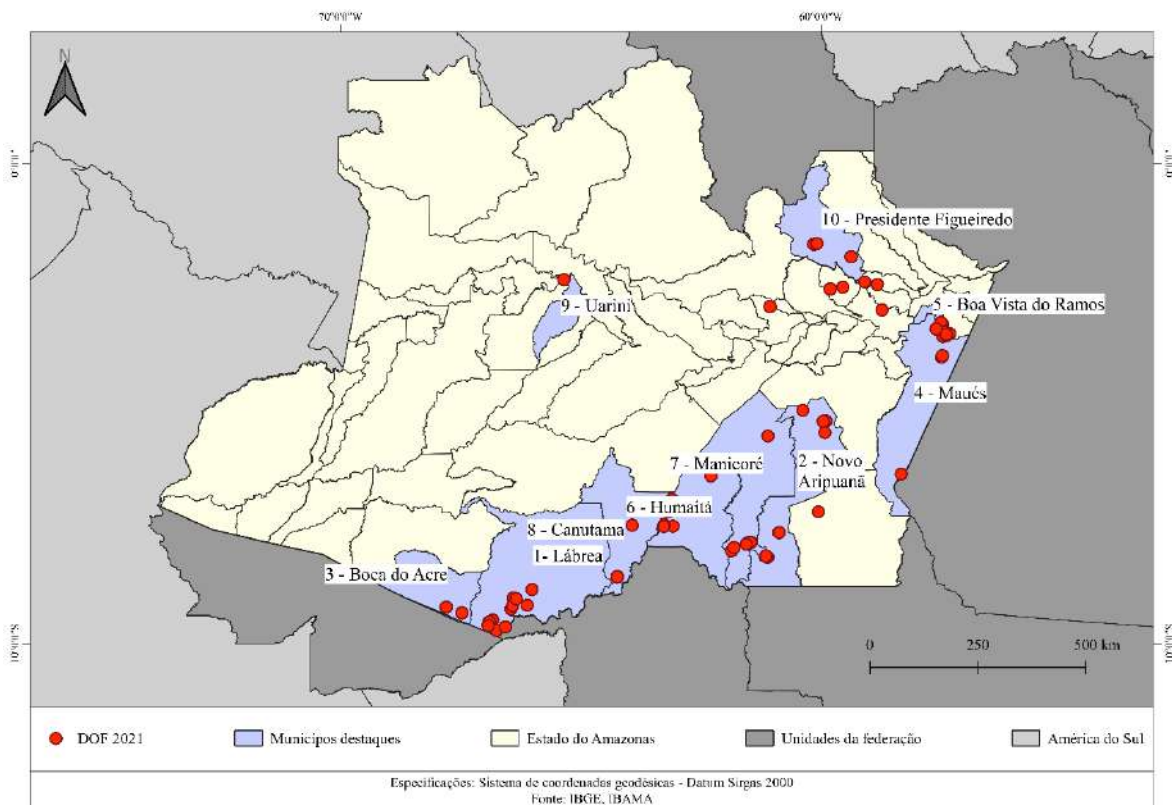 70°0'0"W
60°0'0"W
N
0°0'0"
0°0'0"
10 - Presidente Figueiredo
9 - Uarini
5 - Boa Vista do Ramos
4 - Maués
7 - Manicoré
2 - Novo
Aripuanã
6 - Humaitá
8 - Canutama
1- Lábrea
3 - Boca do Acre
10°0'0"S
10°0'0"S
0
250
500 km
DOF 2021
Municípos destaques
Estado do Amazonas
Unidades da federação
América do Sul
Especificações: Sistema de coordenadas geodésicas - Datum Sirgas 2000
Fonte: IBGE, IBAMA